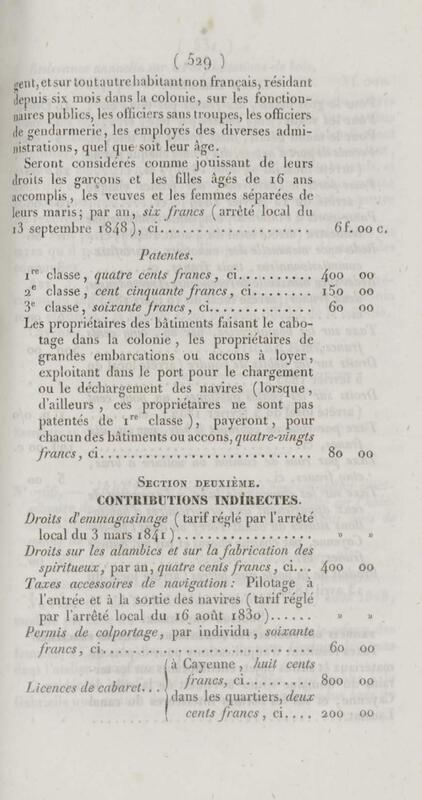 ( 529 )
gent, et sur tout autre habitant non français, résidant
depuis six mois dans la colonie, sur les fonction-
naires publics, les officiers sans troupes, les officiers
de gendarmerie, les employés des diverses admi-
nistrations, quel que soit leur âge.
Seront considérés comme jouissant de leurs
droits les garçons et les filles âgés de 16 ans
accomplis, les veuves et les femmes séparées de
leurs maris; par an, six francs (arrêté local du
13 septembre 1848), ci.................... 6 f. 00 c.
Patentes.
1re classe, quatre cents francs, ci.......... 400 00
2e classe, cent cinquante francs, ci........ 150 00
3e classe, soixante francs, ci.............. 60 00
Les propriétaires des bâtiments faisant le cabo-
tage dans la colonie, les propriétaires de
grandes embarcations ou accons à loyer,
exploitant dans le port pour le chargement
ou le déchargement des navires (lorsque,
d'ailleurs, ces propriétaires ne sont pas
patentés de 1re classe), payeront, pour
chacun des bâtiments ou accons, quatre-vingts
francs, ci............................. 80 00
SECTION DEUXIÈME.
CONTRIBUTIONS INDIRECTES.
Droits d'emmagasinage (tarif réglé par l'arrêté
local du 3 mars 1841).................. » »
Droits sur les alambics et sur la fabrication des
spiritueux, par an, quatre cents francs, ci... 400 00
Taxes accessoires de navigation: Pilotage à
l'entrée et à la sortie des navires (tarif réglé
par l'arrêté local du 16 août 1830)...... » »
Permis de colportage, par individu, soixante
francs, ci............................. 60 00
à Cayenne, huit cents
francs, ci......... 800 00
Licences de cabaret...
dans les quartiers, deux
cents francs, ci.... 200 00